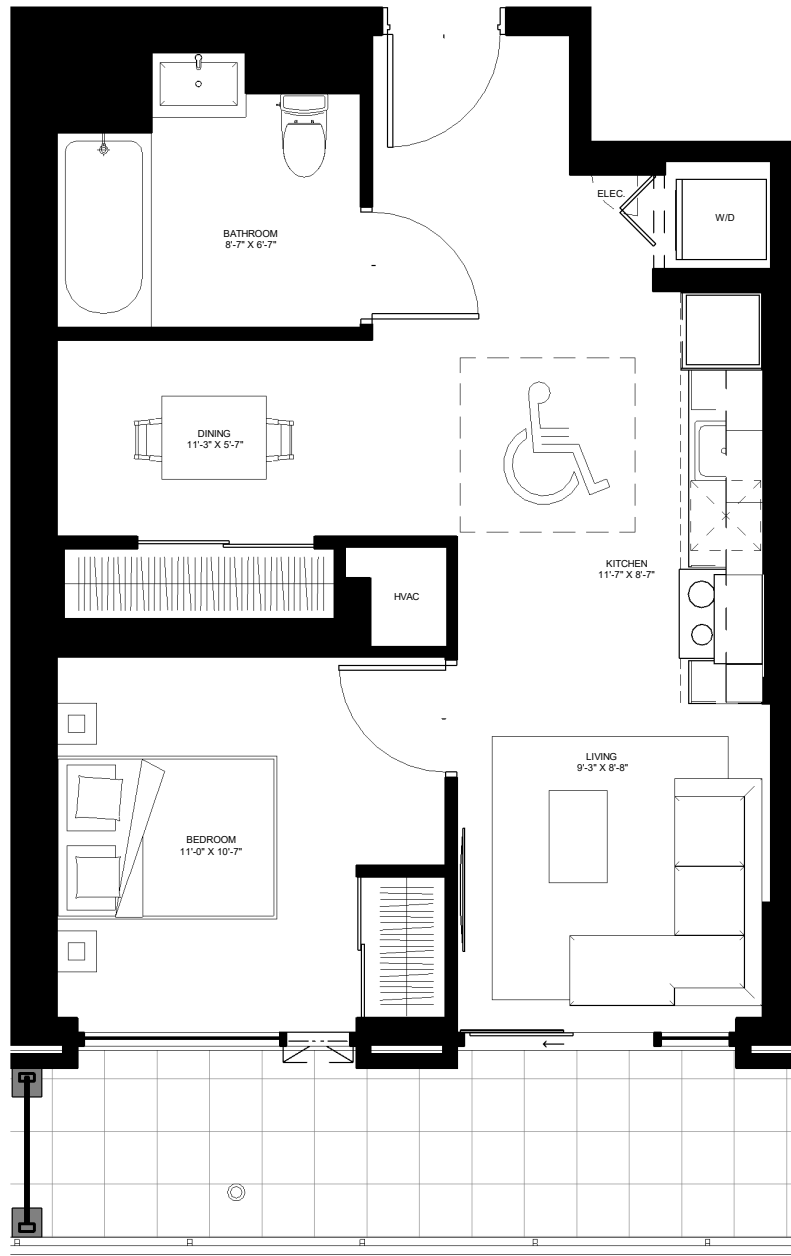 ELEC.
W/D
BATHROOM
8'-7" X 6'-7"
DINING
11'-3" X 5'-7"
KITCHEN
11'-7" X 8'-7"
HVAC
LIVING
9'-3" X 8'-8"
BEDROOM
11'-0" X 10'-7"